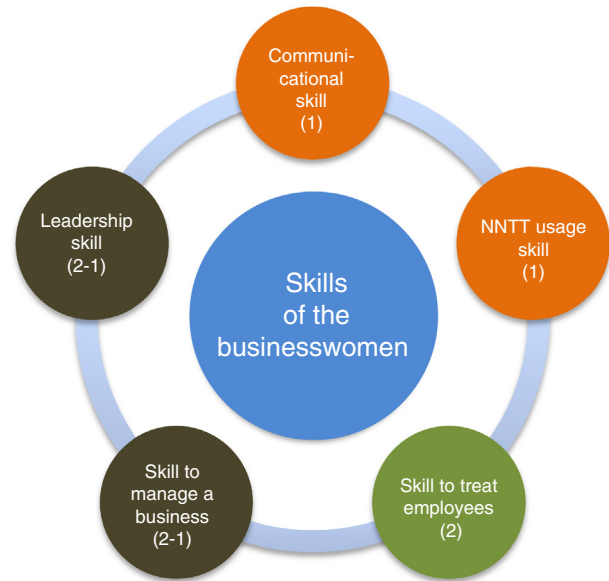 Communi-
cational
skill
(1)
Leadership
skill
(2-1)
NNTT usage
skill
(1)
Skills
of the
businesswomen
Skill to
manage a
business
(2-1)
Skill to treat
employees
(2)